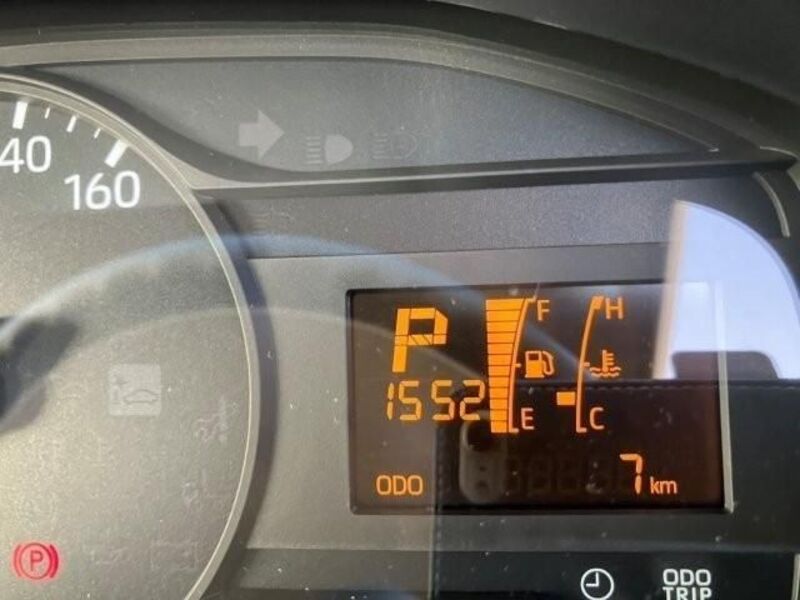 40
160
P F H
1552 E C
ODO 7 km
(P)
ODO
TRIP